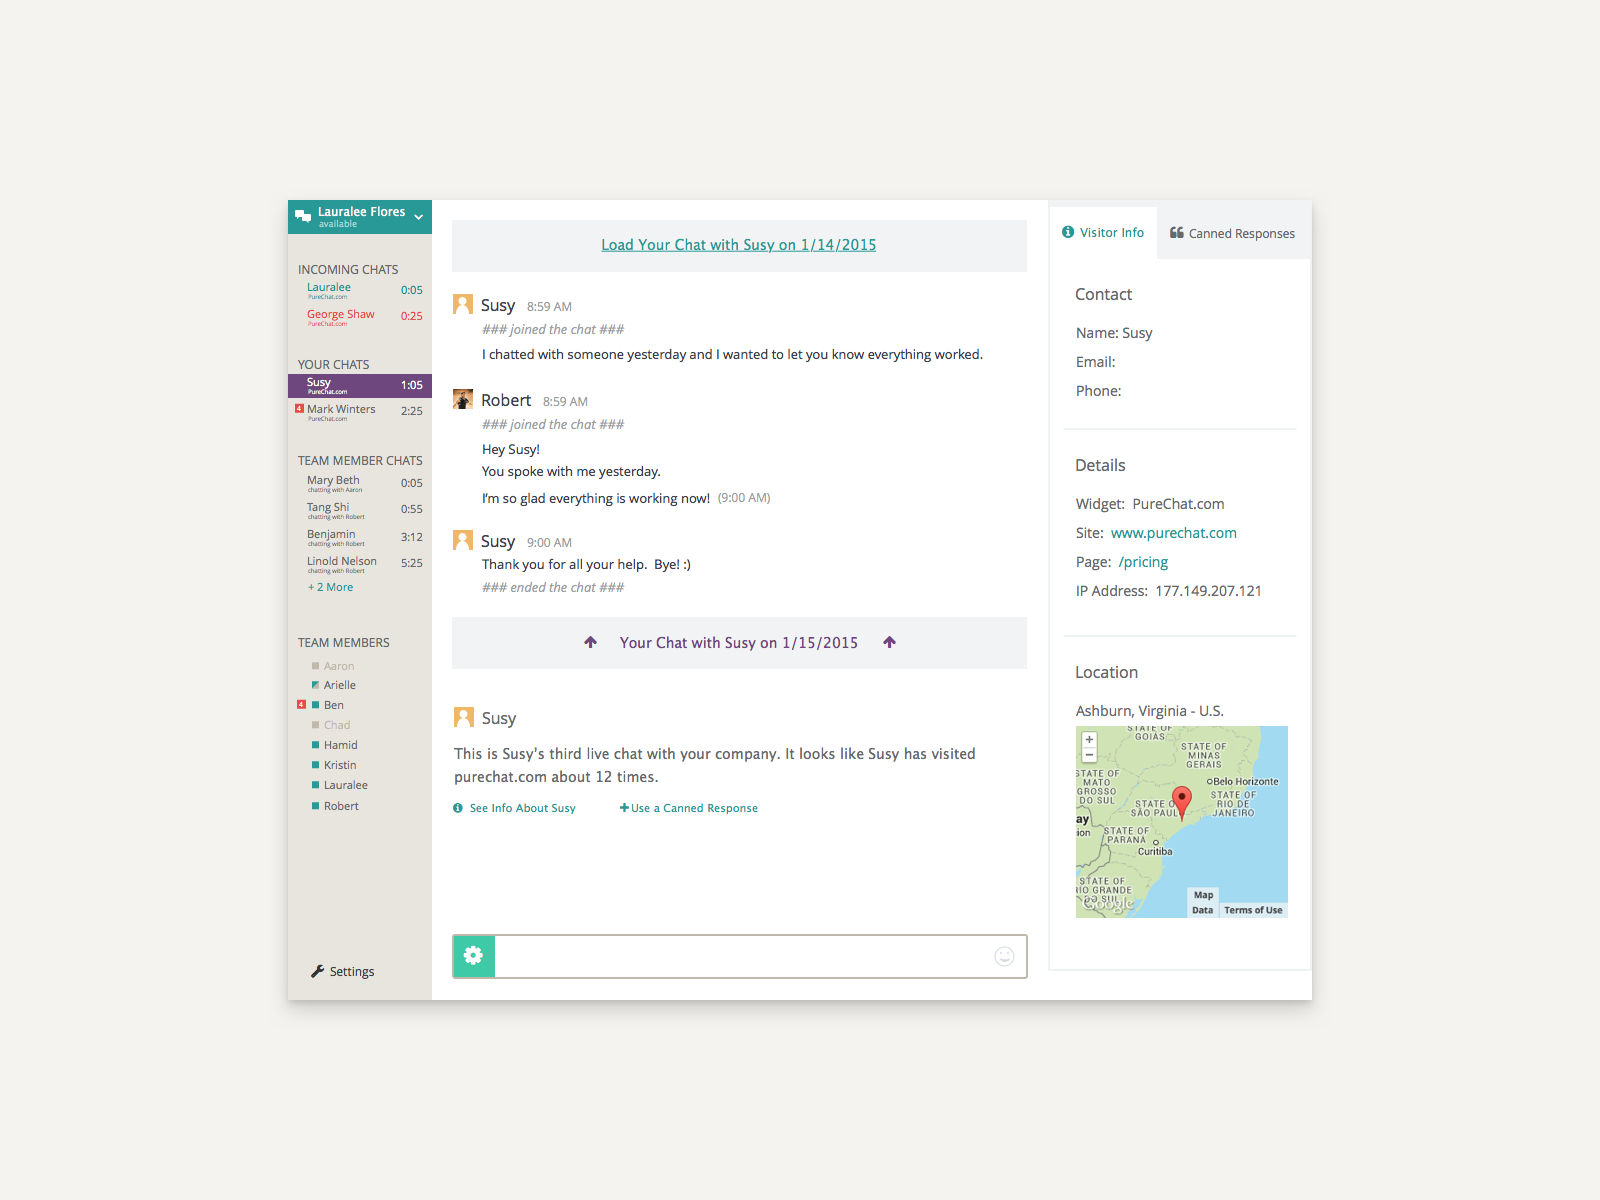 Lauralee Flores
available
INCOMING CHATS
Lauralee 0:05
PureChat.com
George Shaw 0:25
PureChat.com
YOUR CHATS
Susy 1:05
PureChat.com
4 Mark Winters 2:25
PureChat.com
TEAM MEMBER CHATS
Mary Beth 0:05
chatting with Aaron
Tang Shi 0:55
chatting with Robert
Benjamin 3:12
chatting with Robert
Linold Nelson 5:25
chatting with Robert
+ 2 More
TEAM MEMBERS
Aaron
Arielle
4 Ben
Chad
Hamid
Kristin
Lauralee
Robert
Settings
Load Your Chat with Susy on 1/14/2015
Susy 8:59 AM
### joined the chat ###
I chatted with someone yesterday and I wanted to let you know everything worked.
Robert 8:59 AM
### joined the chat ###
Hey Susy!
You spoke with me yesterday.
I'm so glad everything is working now! (9:00 AM)
Susy 9:00 AM
Thank you for all your help. Bye! :)
### ended the chat ###
Your Chat with Susy on 1/15/2015
Susy
This is Susy's third live chat with your company. It looks like Susy has visited
purechat.com about 12 times.
See Info About Susy
+Use a Canned Response
Visitor Info
Canned Responses
Contact
Name: Susy
Email:
Phone:
Details
Widget: PureChat.com
Site: www.purechat.com
Page: /pricing
IP Address: 177.149.207.121
Location
Ashburn, Virginia - U.S.
+
−
STATE OF
GOIÁS
STATE OF
MINAS
GERAIS
STATE OF
MATO
GROSSO
DO SUL
Belo Horizonte
STATE OF
RIO DE
JANEIRO
STATE O
SÃO PAUL
ay
ion
STATE OF
PARANÁ
Curitiba
STATE OF
RIO GRANDE
DO SUL
Google
Map
Data
Terms of Use